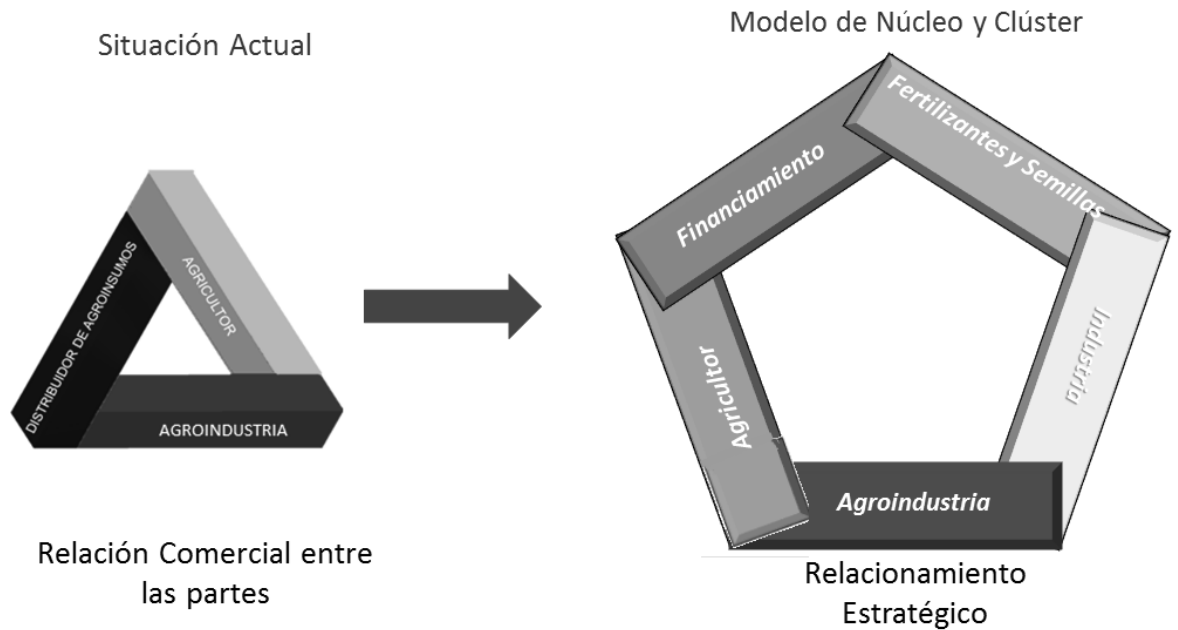 Situación Actual
DISTRIBUIDOR DE AGROINSUMOS
AGRICULTOR
AGROINDUSTRIA
Relación Comercial entre
las partes
Modelo de Núcleo y Clúster
Financiamiento
Fertilizantes y Semillas
Agricultor
Industria
Agroindustria
Relacionamiento
Estratégico